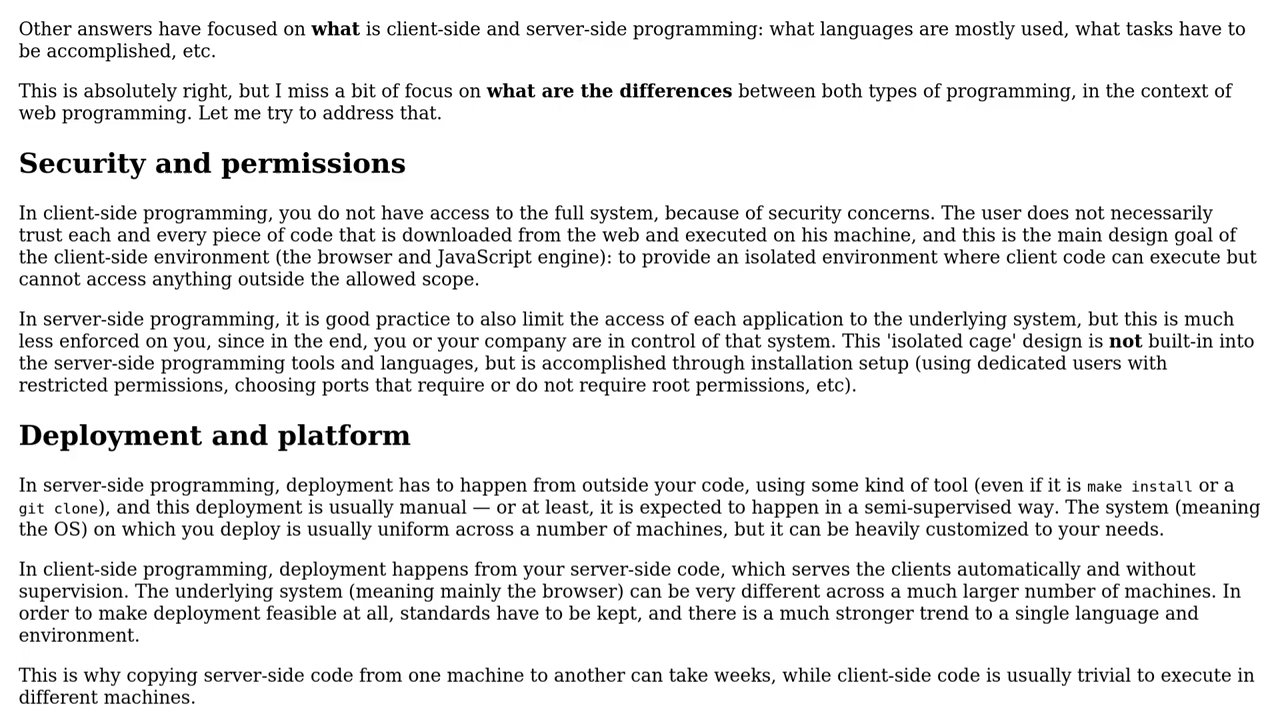 Other answers have focused on what is client-side and server-side programming: what languages are mostly used, what tasks have to
be accomplished, etc.
This is absolutely right, but I miss a bit of focus on what are the differences between both types of programming, in the context of
web programming. Let me try to address that.
Security and permissions
In client-side programming, you do not have access to the full system, because of security concerns. The user does not necessarily
trust each and every piece of code that is downloaded from the web and executed on his machine, and this is the main design goal of
the client-side environment (the browser and JavaScript engine): to provide an isolated environment where client code can execute but
cannot access anything outside the allowed scope.
In server-side programming, it is good practice to also limit the access of each application to the underlying system, but this is much
less enforced on you, since in the end, you or your company are in control of that system. This 'isolated cage' design is not built-in into
the server-side programming tools and languages, but is accomplished through installation setup (using dedicated users with
restricted permissions, choosing ports that require or do not require root permissions, etc).
Deployment and platform
In server-side programming, deployment has to happen from outside your code, using some kind of tool (even if it is make install or a
git clone), and this deployment is usually manual — or at least, it is expected to happen in a semi-supervised way. The system (meaning
the OS) on which you deploy is usually uniform across a number of machines, but it can be heavily customized to your needs.
In client-side programming, deployment happens from your server-side code, which serves the clients automatically and without
supervision. The underlying system (meaning mainly the browser) can be very different across a much larger number of machines. In
order to make deployment feasible at all, standards have to be kept, and there is a much stronger trend to a single language and
environment.
This is why copying server-side code from one machine to another can take weeks, while client-side code is usually trivial to execute in
different machines.